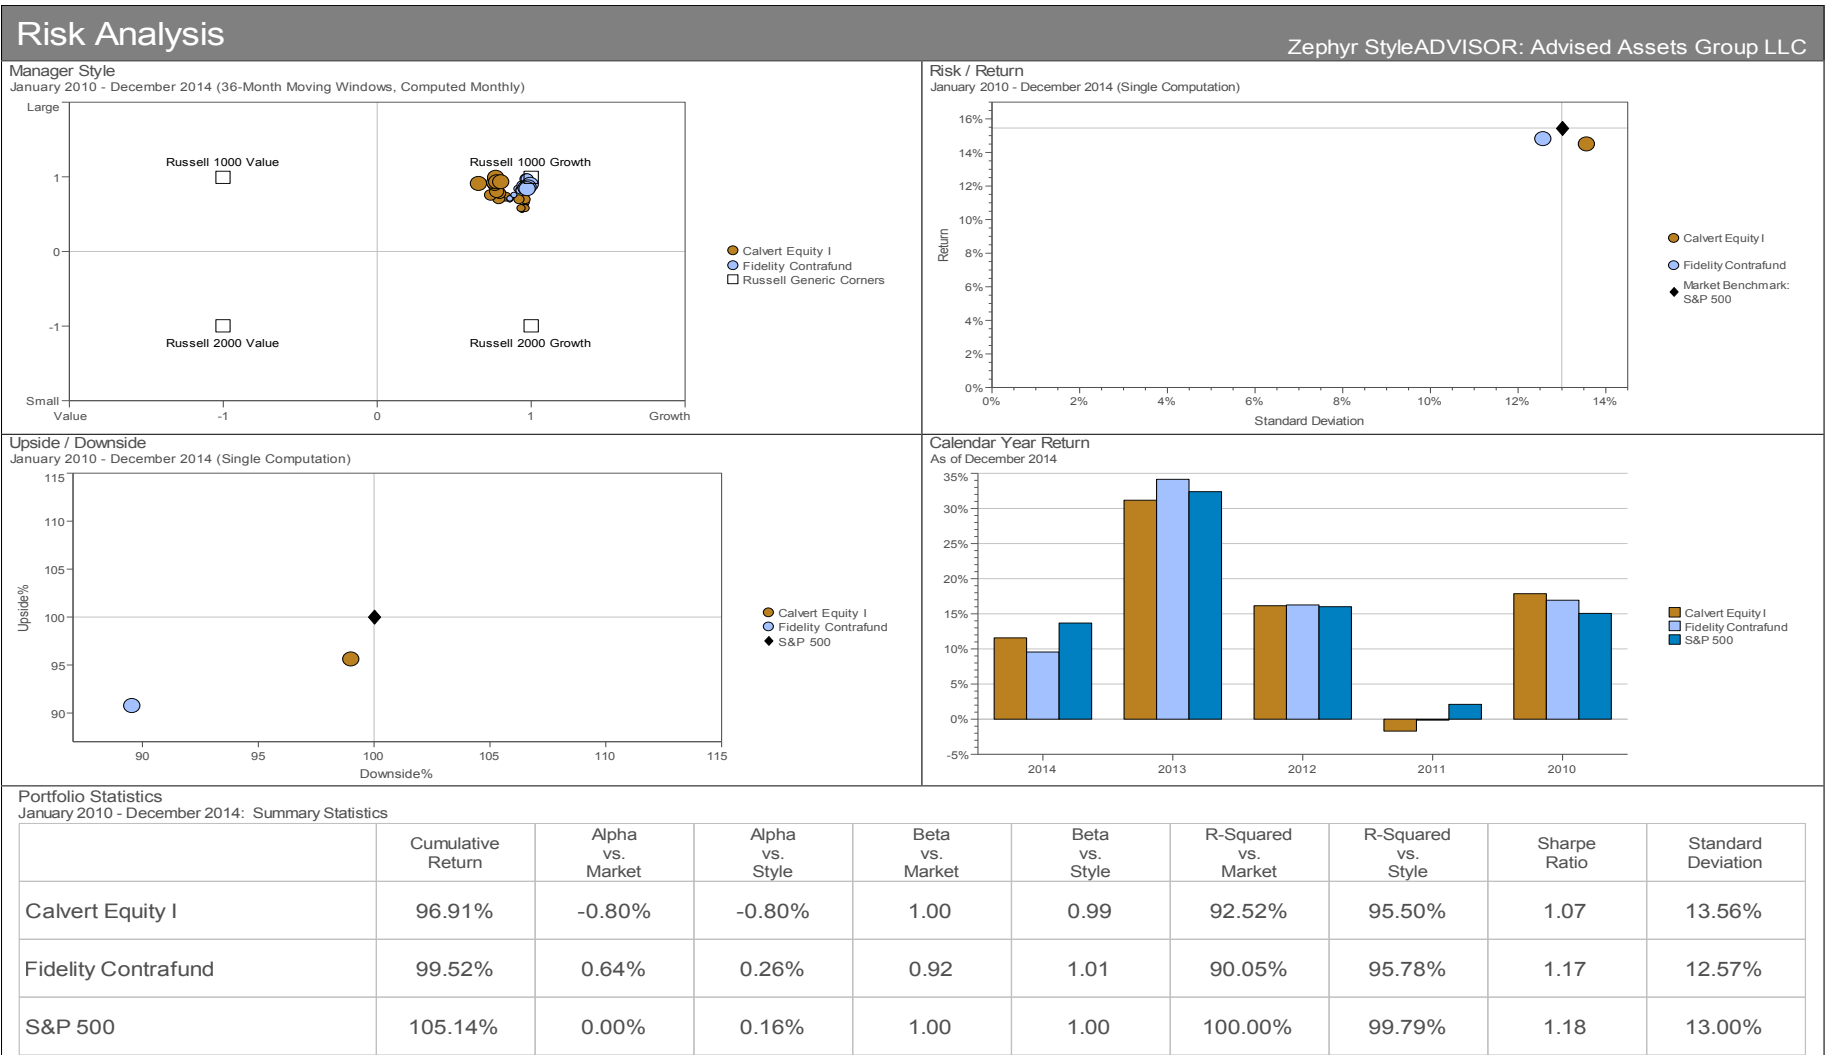 Risk Analysis
Zephyr StyleADVISOR: Advised Assets Group LLC
Manager Style
January 2010 - December 2014 (36-Month Moving Windows, Computed Monthly)
Large
1
0
-1
Small
Value
-1
0
1
Growth
Russell 1000 Value
Russell 1000 Growth
Russell 2000 Value
Russell 2000 Growth
Calvert Equity I
Fidelity Contrafund
Russell Generic Corners
Risk / Return
January 2010 - December 2014 (Single Computation)
Return
16%
14%
12%
10%
8%
6%
4%
2%
0%
0%
2%
4%
6%
8%
10%
12%
14%
Standard Deviation
Calvert Equity I
Fidelity Contrafund
Market Benchmark:
S&P 500
Upside / Downside
January 2010 - December 2014 (Single Computation)
Upside%
115
110
105
100
95
90
90
95
100
105
110
115
Downside%
Calvert Equity I
Fidelity Contrafund
S&P 500
Calendar Year Return
As of December 2014
35%
30%
25%
20%
15%
10%
5%
0%
-5%
2014
2013
2012
2011
2010
Calvert Equity I
Fidelity Contrafund
S&P 500
Portfolio Statistics
January 2010 - December 2014: Summary Statistics
Cumulative Return
Alpha vs. Market
Alpha vs. Style
Beta vs. Market
Beta vs. Style
R-Squared vs. Market
R-Squared vs. Style
Sharpe Ratio
Standard Deviation
Calvert Equity I 96.91% -0.80% -0.80% 1.00 0.99 92.52% 95.50% 1.07 13.56%
Fidelity Contrafund 99.52% 0.64% 0.26% 0.92 1.01 90.05% 95.78% 1.17 12.57%
S&P 500 105.14% 0.00% 0.16% 1.00 1.00 100.00% 99.79% 1.18 13.00%